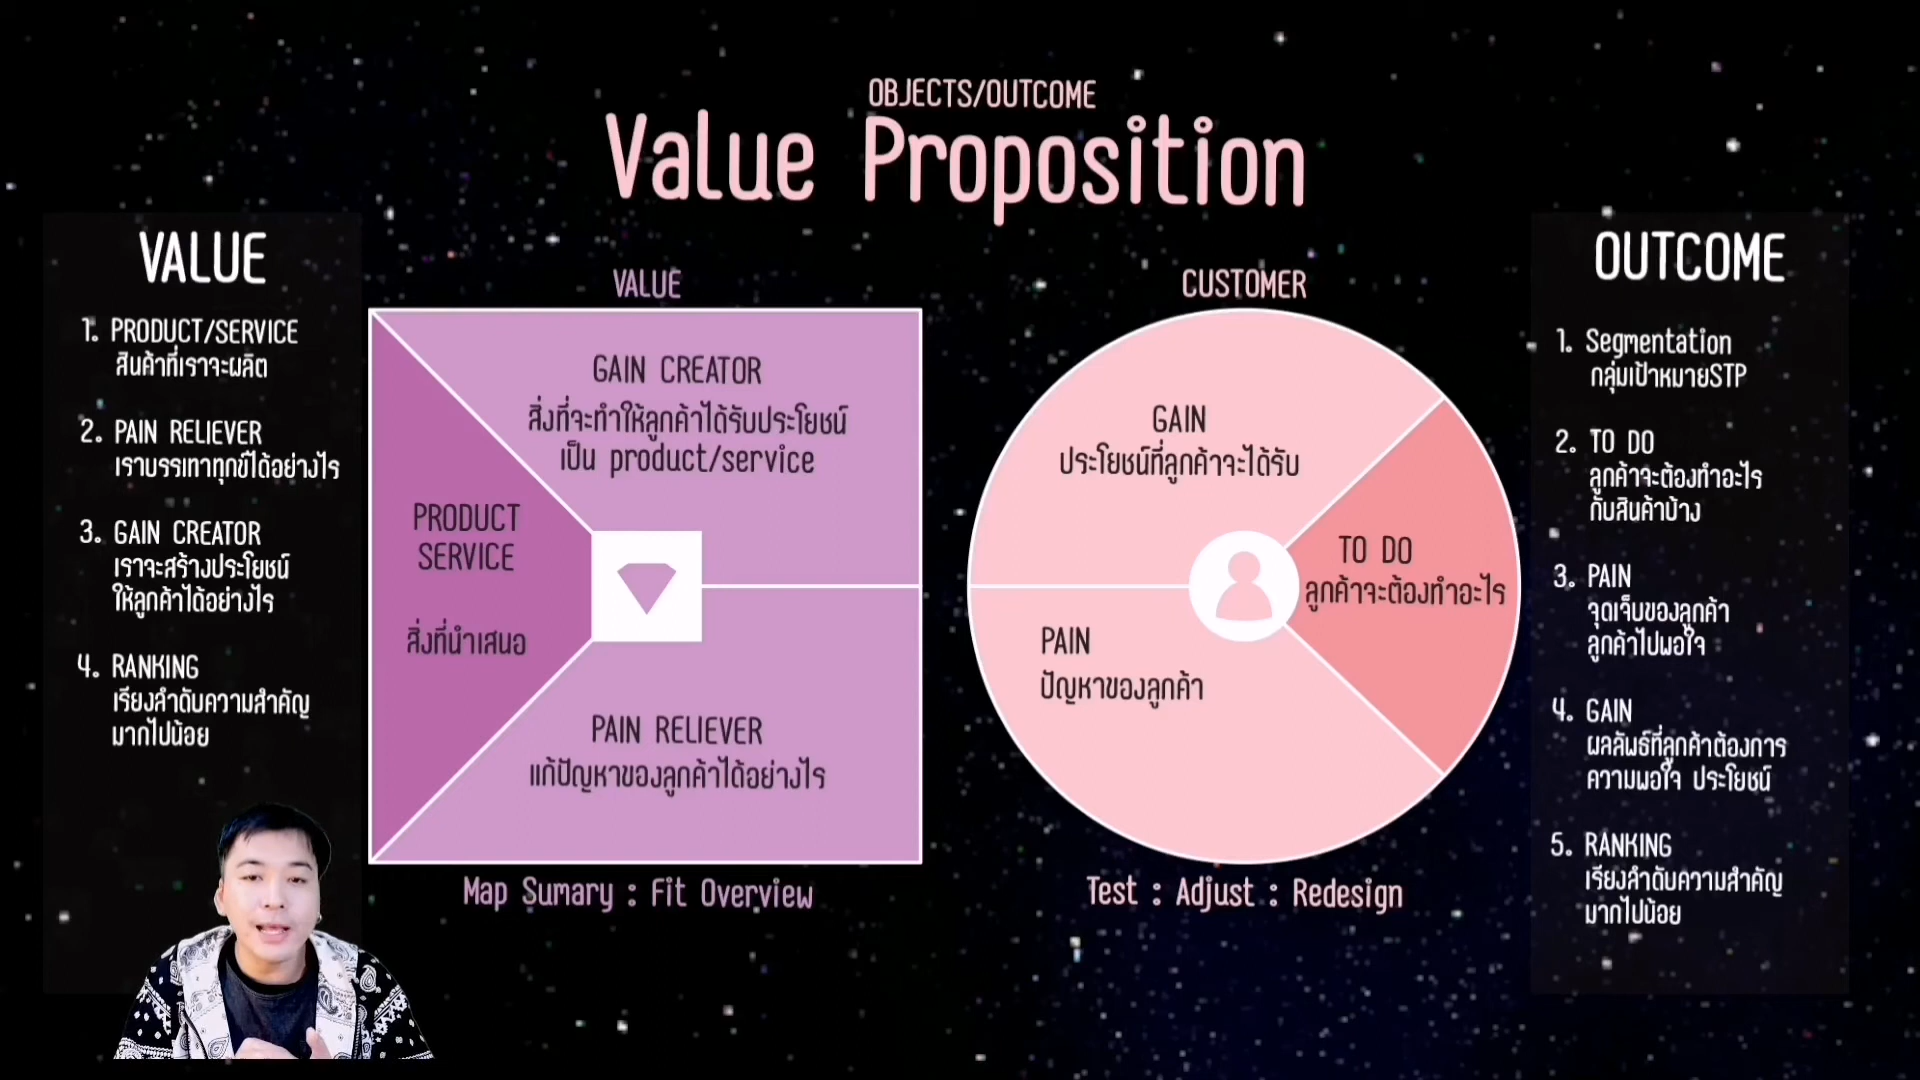 OBJECTS/OUTCOME
Value Proposition
VALUE
1. PRODUCT/SERVICE
สินค้าที่เราจะผลิต
2. PAIN RELIEVER
เราบรรเทาทุกข์ได้อย่างไร
3. GAIN CREATOR
เราจะสร้างประโยชน์
ให้ลูกค้าได้อย่างไร
4. RANKING
เรียงลำดับความสำคัญ
มากไปน้อย
VALUE
GAIN CREATOR
สิ่งที่จะทำให้ลูกค้าได้รับประโยชน์
เป็น product/service
PRODUCT
SERVICE
สิ่งที่นำเสนอ
PAIN RELIEVER
แก้ปัญหาของลูกค้าได้อย่างไร
Map Sumary : Fit Overview
CUSTOMER
GAIN
ประโยชน์ที่ลูกค้าจะได้รับ
TO DO
ลูกค้าจะต้องทำอะไร
PAIN
ปัญหาของลูกค้า
Test : Adjust : Redesign
OUTCOME
1. Segmentation
กลุ่มเป้าหมายSTP
2. TO DO
ลูกค้าจะต้องทำอะไร
กับสินค้าบ้าง
3. PAIN
จุดเจ็บของลูกค้า
ลูกค้าไปพอใจ
4. GAIN
ผลลัพธ์ที่ลูกค้าต้องการ
ความพอใจ ประโยชน์
5. RANKING
เรียงลำดับความสำคัญ
มากไปน้อย